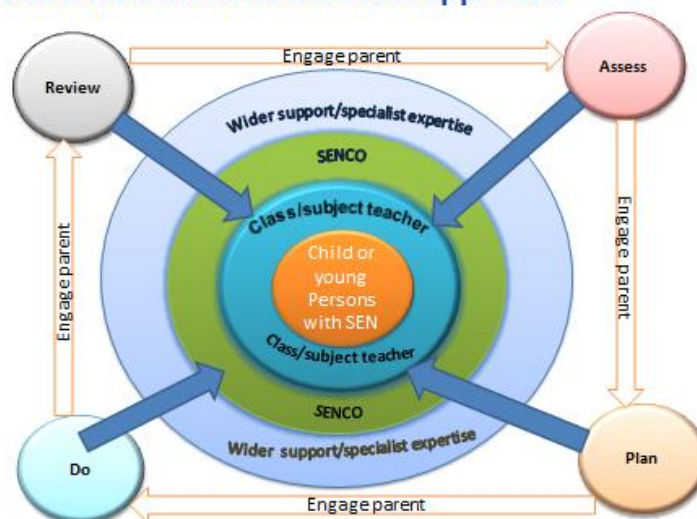 Engage parent
Review
Assess
Wider support/specialist expertise
SENCO
Class/subject teacher
Child or
young
Persons
with SEN
Engage parent
Engage parent
Class/subject teacher
SENCO
Wider support/specialist expertise
Do
Plan
Engage parent